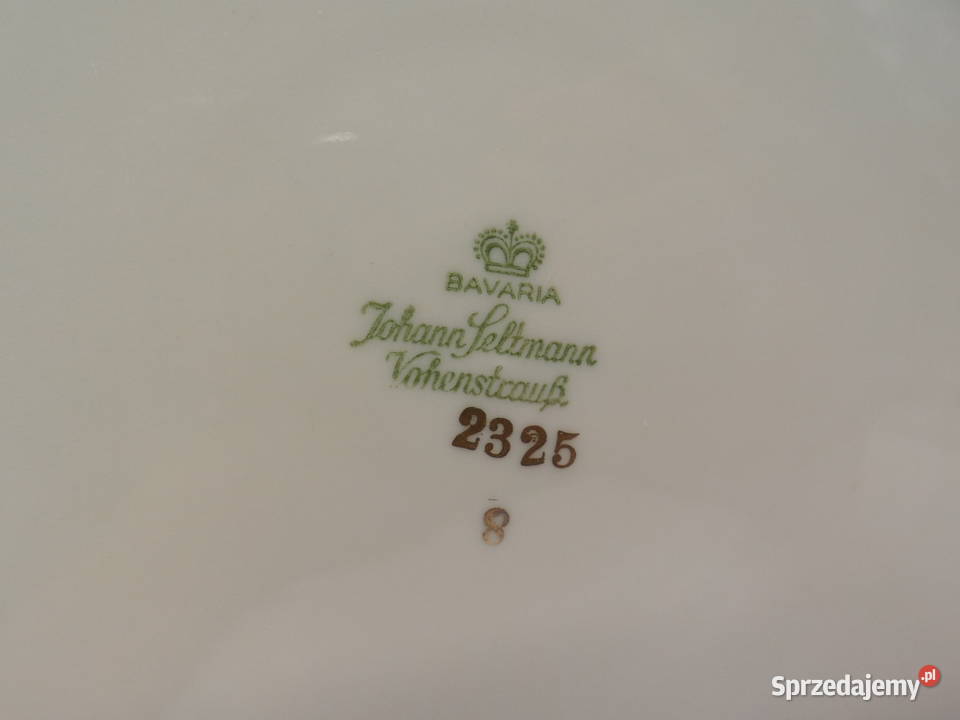 BAVARIA
Johann Seltmann
Vohenstrauß
2325
8
Sprzedajemy.pl